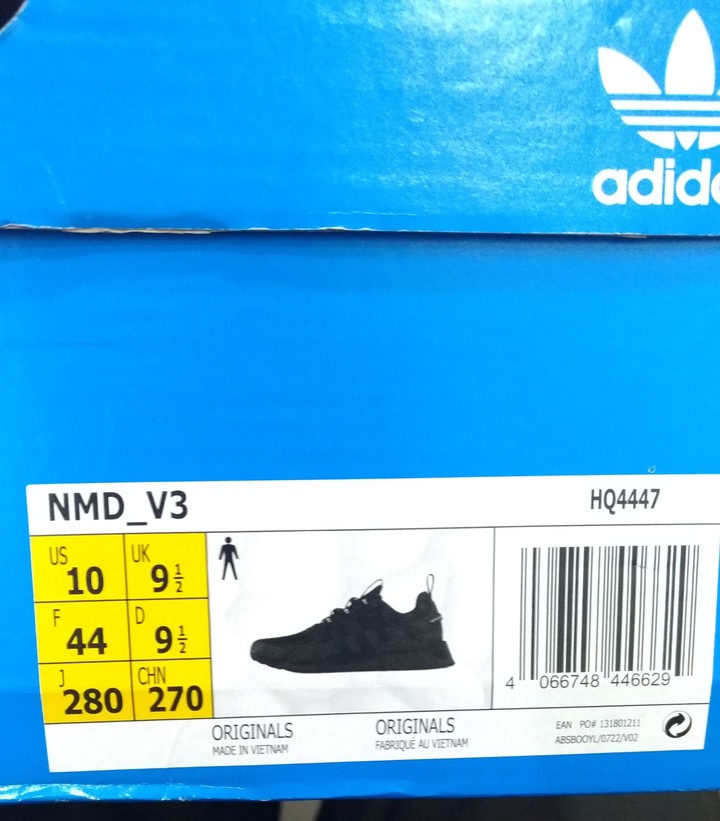 adida
NMD_V3
HQ4447
US
10
UK
9½
F
44
D
9½
J
280
CHN
270
4 066748 446629
ORIGINALS
MADE IN VIETNAM
ORIGINALS
FABRIQUÉ AU VIETNAM
EAN PO# 131801211
ABSBOOYL/0722/V02